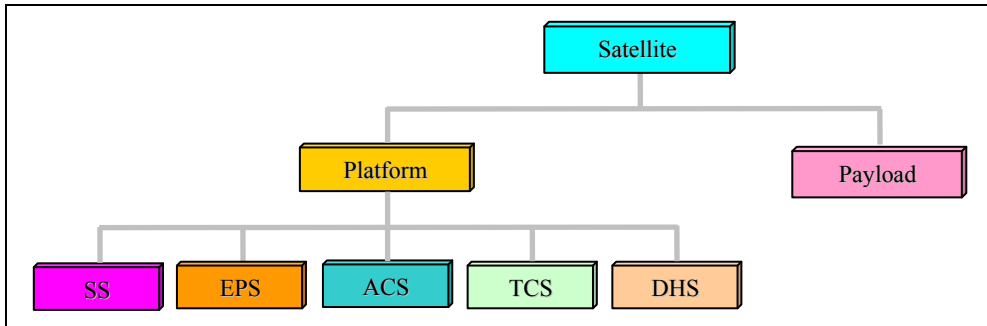 Satellite
Platform
Payload
SS
EPS
ACS
TCS
DHS